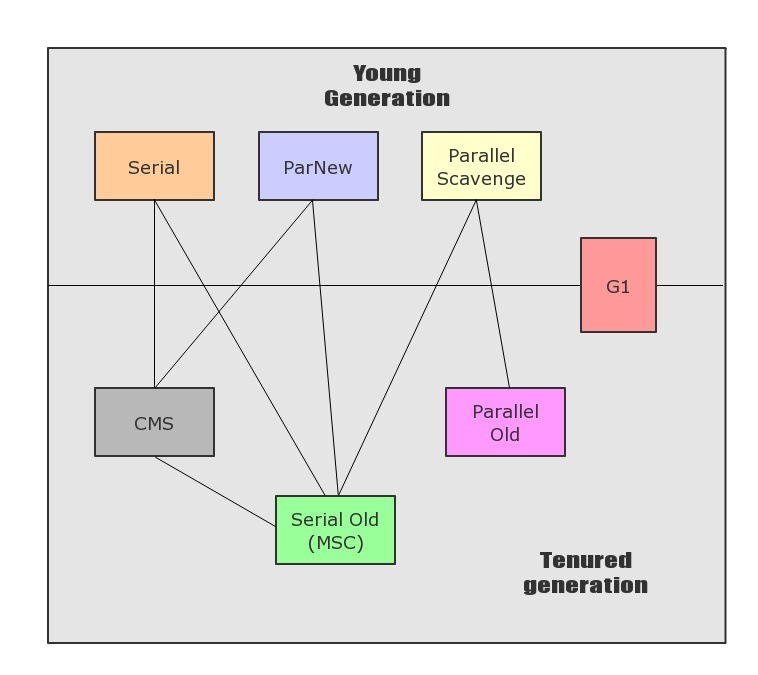 Young
Generation
Serial
ParNew
Parallel
Scavenge
G1
CMS
Parallel
Old
Serial Old
(MSC)
Tenured
generation